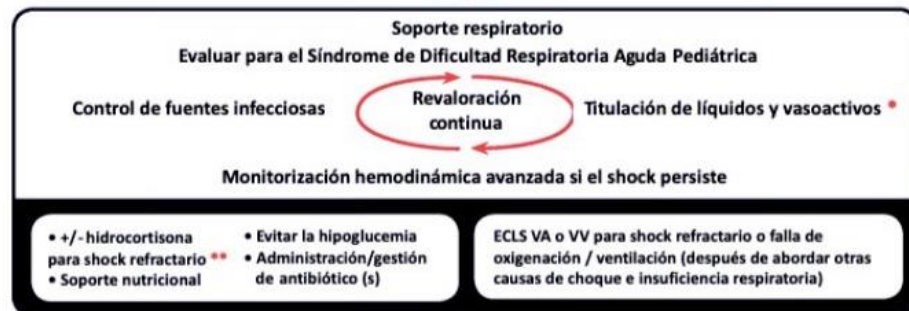 Soporte respiratorio
Evaluar para el Síndrome de Dificultad Respiratoria Aguda Pediátrica
Control de fuentes infecciosas
Revaloración
continua
Titulación de líquidos y vasoactivos *
Monitorización hemodinámica avanzada si el shock persiste
• +/-hidrocortisona
para shock refractario **
• Soporte nutricional
• Evitar la hipoglucemia
• Administración/gestión
de antibiótico (s)
ECLS VA o VV para shock refractario o falla de
oxigenación / ventilación (después de abordar otras
causas de choque e insuficiencia respiratoria)